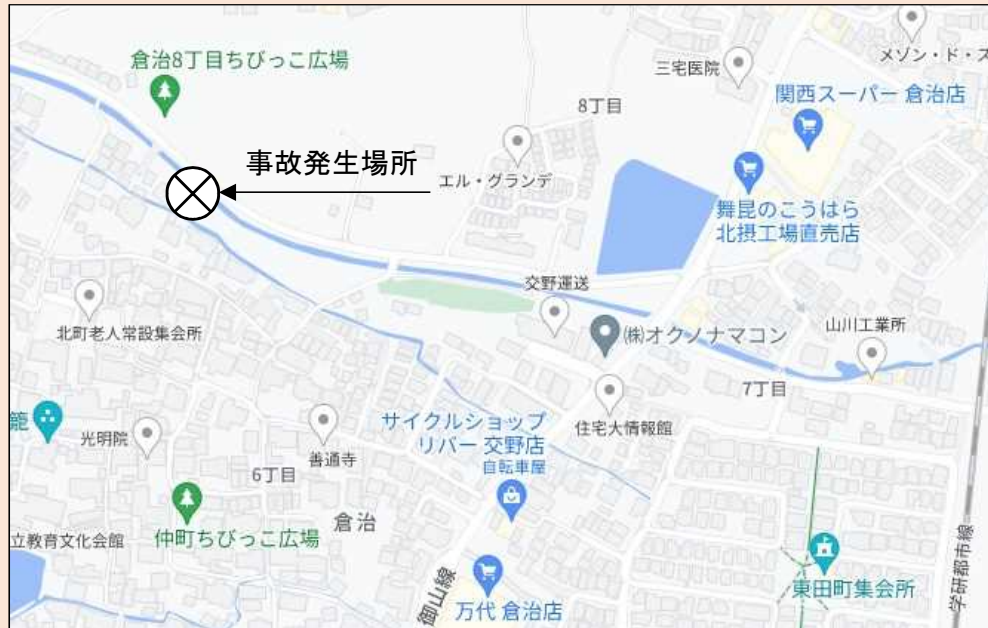 倉治8丁目ちびっこ広場
三宅医院
メゾン・ド・ス
8丁目
関西スーパー 倉治店
事故発生場所
エル・グランデ
舞昆のこうはら
北摂工場直売店
交野運送
北町老人常設集会所
㈱オクノナマコン
山川工業所
7丁目
籠
光明院
善通寺
サイクルショップ
リバー 交野店
自転車屋
住宅大情報館
6丁目
倉治
立教育文化会館
仲町ちびっこ広場
御山線
万代 倉治店
東田町集会所
学研都市線